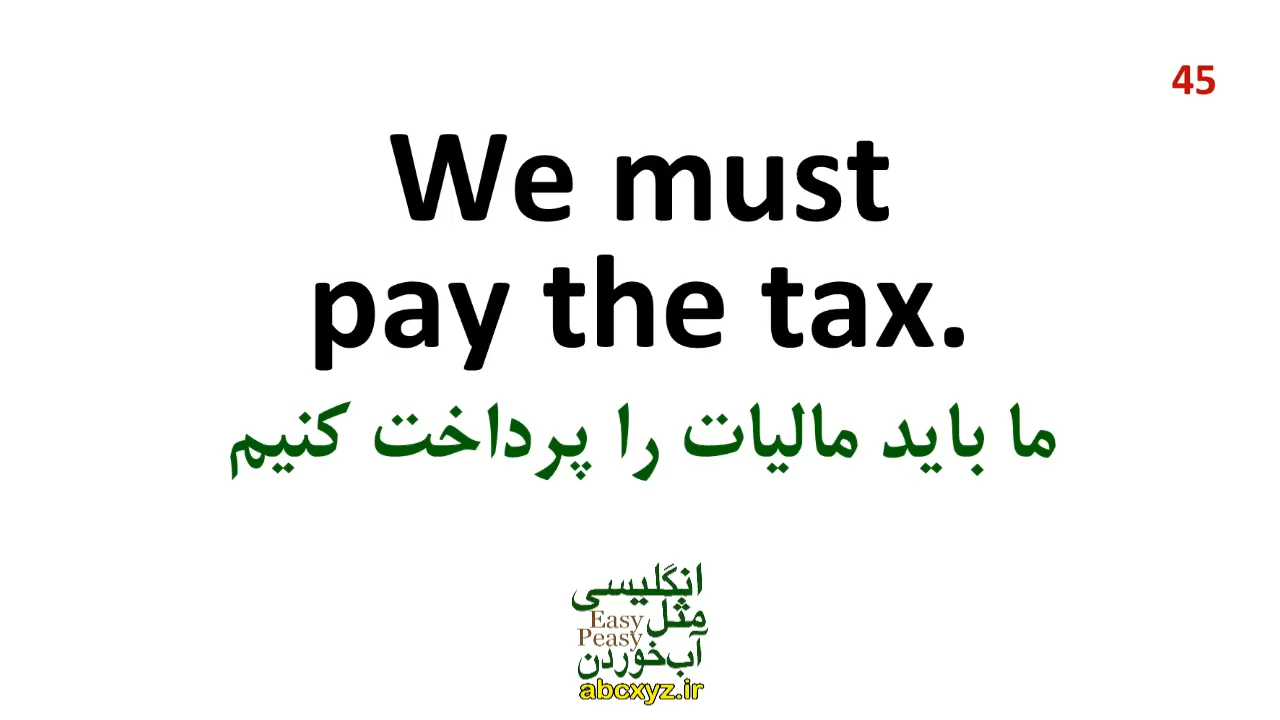 45
We must
pay the tax.
ما باید مالیات را پرداخت کنیم
انگلیسی
مثل
Easy
Peasy
آب‌خوردن
abcxyz.ir